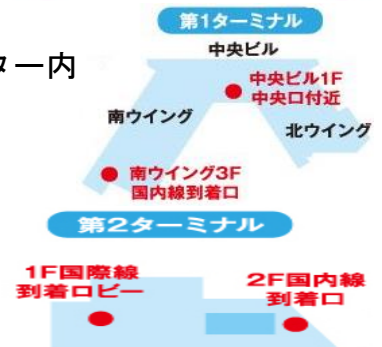 第1ターミナル
中央ビル
ター内
中央ビル1F
中央口付近
南ウイング
北ウイング
南ウイング3F
国内線到着口
第2ターミナル
1F国際線
到着ロビー
2F国内線
到着口